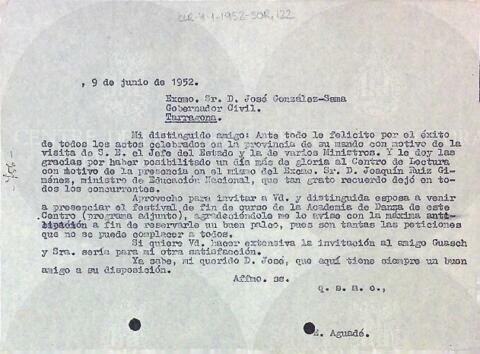 CLR-4-1-1952-SOR,122
, 9 de junio de 1952.
Excmo. Sr. D. José González-Sama
Gobernador Civil.
Tarragona.
Mi distinguido amigo: Ante todo le felicito por el éxito
de todos los actos celebrados en la provincia de su mando con motivo de la
visita de S. E. el Jefe del Estado y la de varios Ministros. Y le doy las
gracias por haber posibilitado un día más de gloria al Centro de Lectura
con motivo de la presencia en el mismo del Excmo. Sr. D. Joaquín Ruiz Gi-
ménez, ministro de Educación Nacional, que tan grato recuerdo dejó en to-
dos los concurrentes.
Aprovecho para invitar a Vd. y distinguida esposa a venir
a presenciar el festival de fin de curso de la Academia de Danza de este
Centro (programa adjunto), agradeciéndole me lo avise con la máxima anti-
cipación a fin de reservarle un buen palco, pues son tantas las peticiones
que no se puede complacer a todos.
Si quiere Vd. hacer extensiva la invitación al amigo Guasch
y Sra. sería para mí otra satisfacción.
Ya sabe, mi querido D. José, que aquí tiene siempre un buen
amigo a su disposición.
Affmo. ss.
q. s. a. o.,
E. Aguadé.